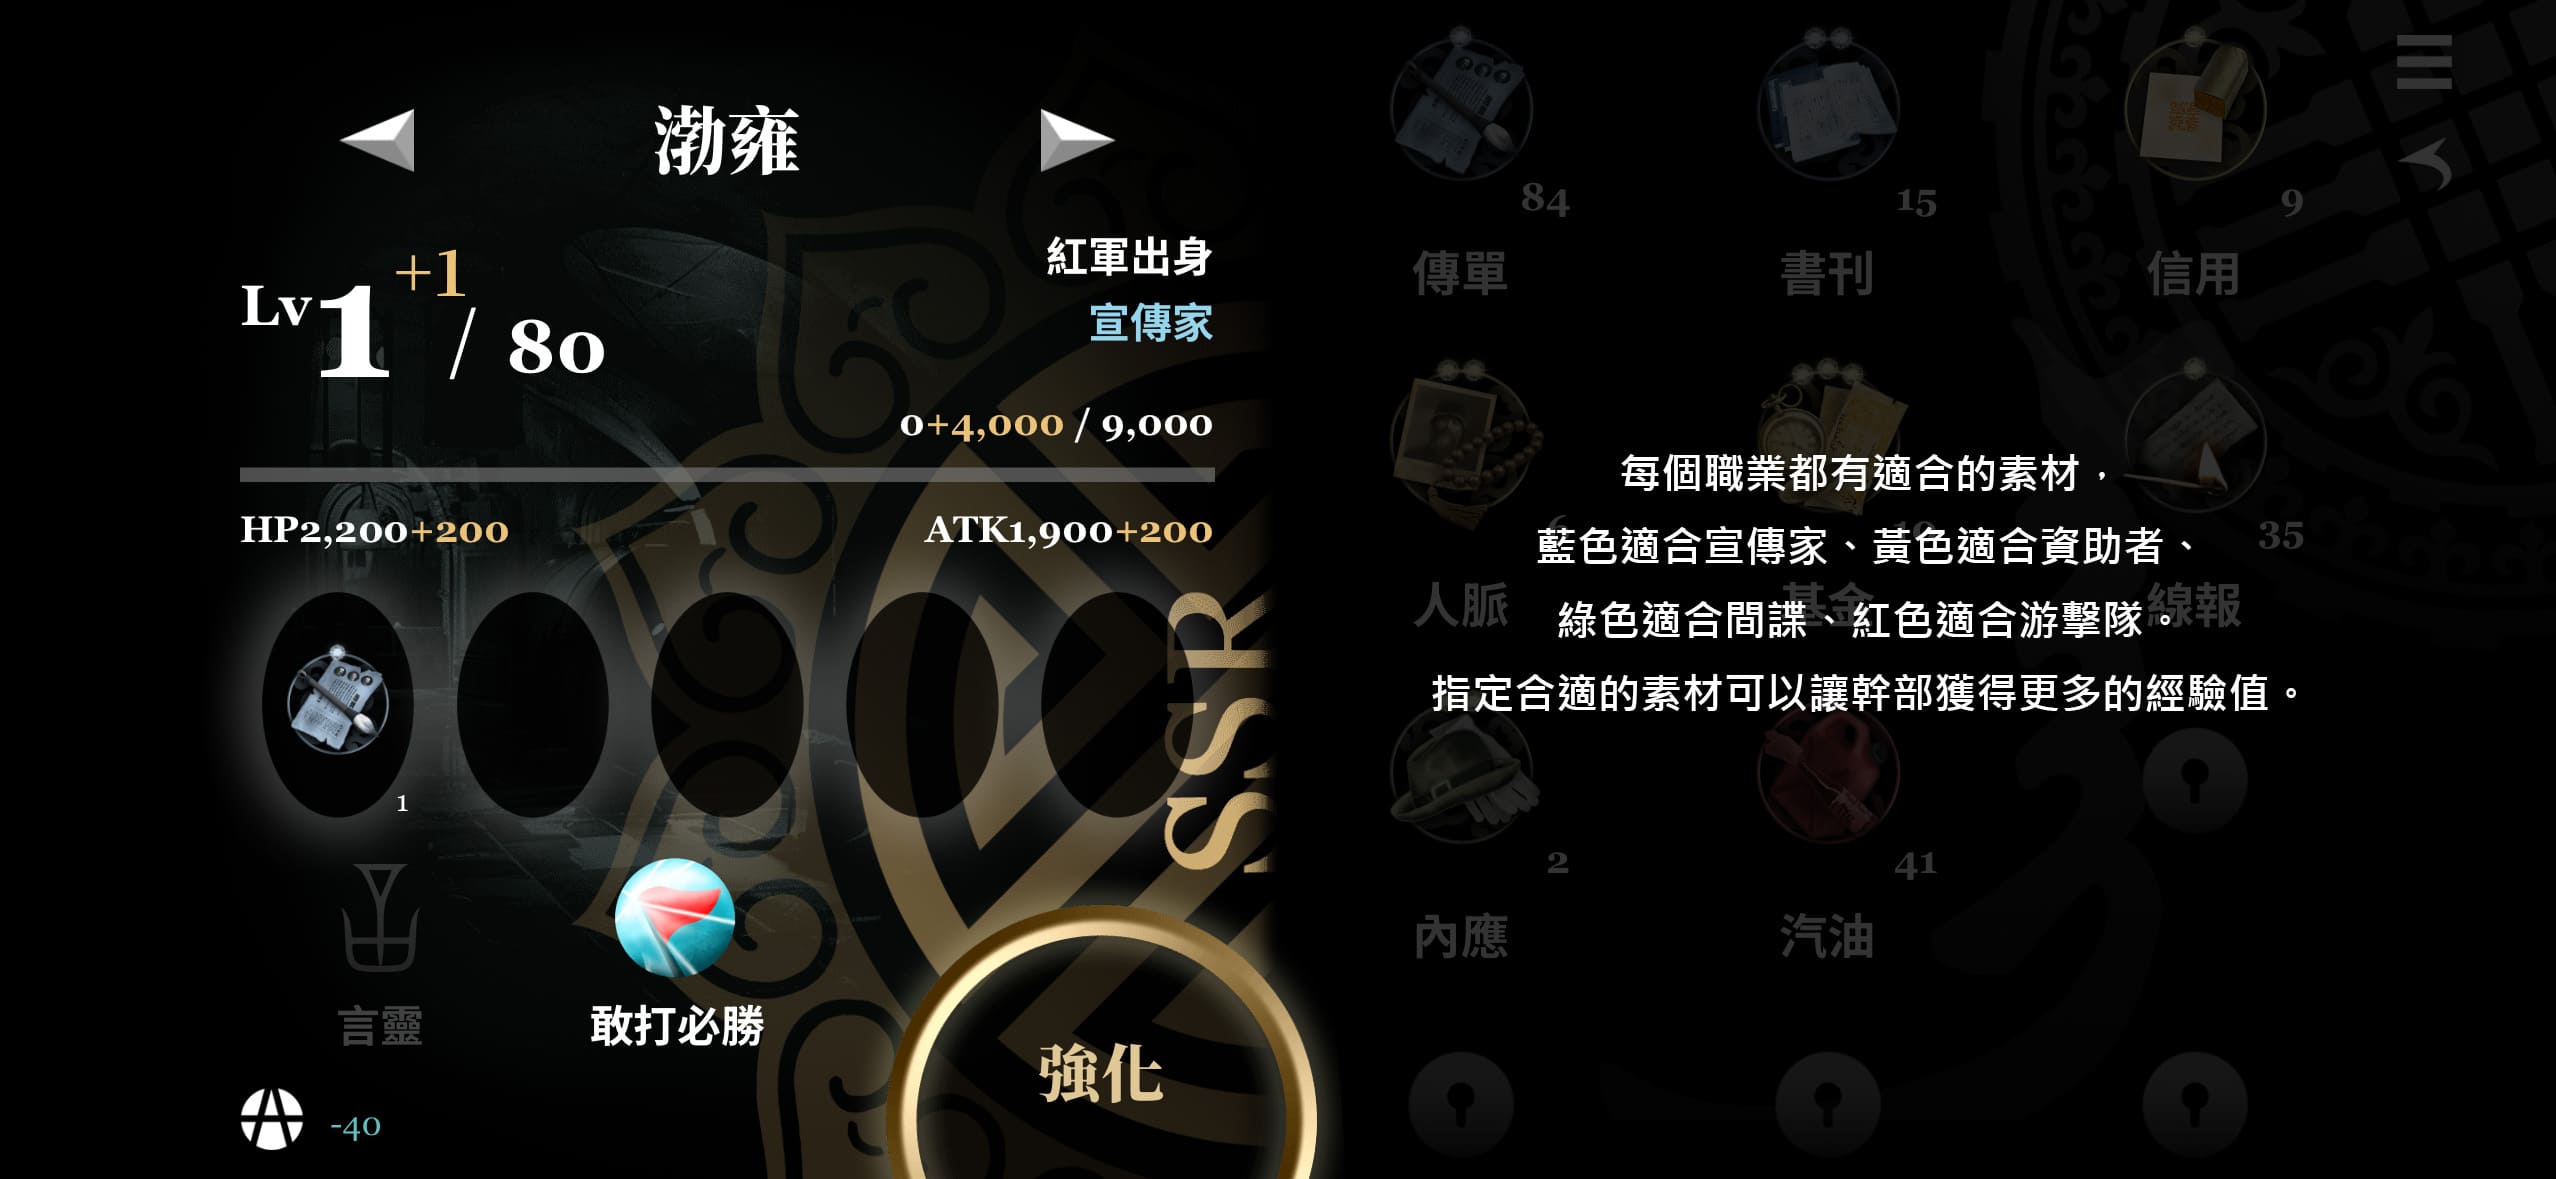 渤雍
Lv1+1/ 80
紅軍出身
宣傳家
0+4,000 / 9,000
HP2,200+200
ATK1,900+200
1
SSR
言靈
敢打必勝
強化
-40
84
15
9
傳單
書刊
信用
6
10
35
人脈
基金
線報
每個職業都有適合的素材，
藍色適合宣傳家、黃色適合資助者、
綠色適合間諜、紅色適合游擊隊。
指定合適的素材可以讓幹部獲得更多的經驗值。
2
41
內應
汽油